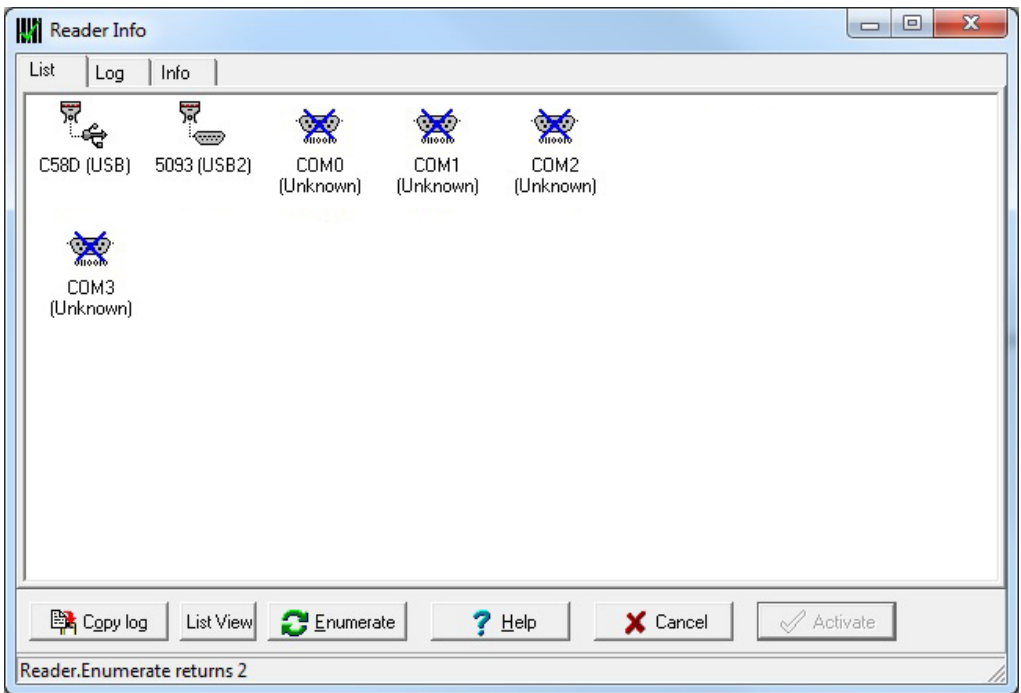 Reader Info
List Log Info
C58D (USB) 5093 (USB2) COM0 (Unknown) COM1 (Unknown) COM2 (Unknown)
COM3 (Unknown)
Copy log List View Enumerate Help Cancel Activate
Reader.Enumerate returns 2